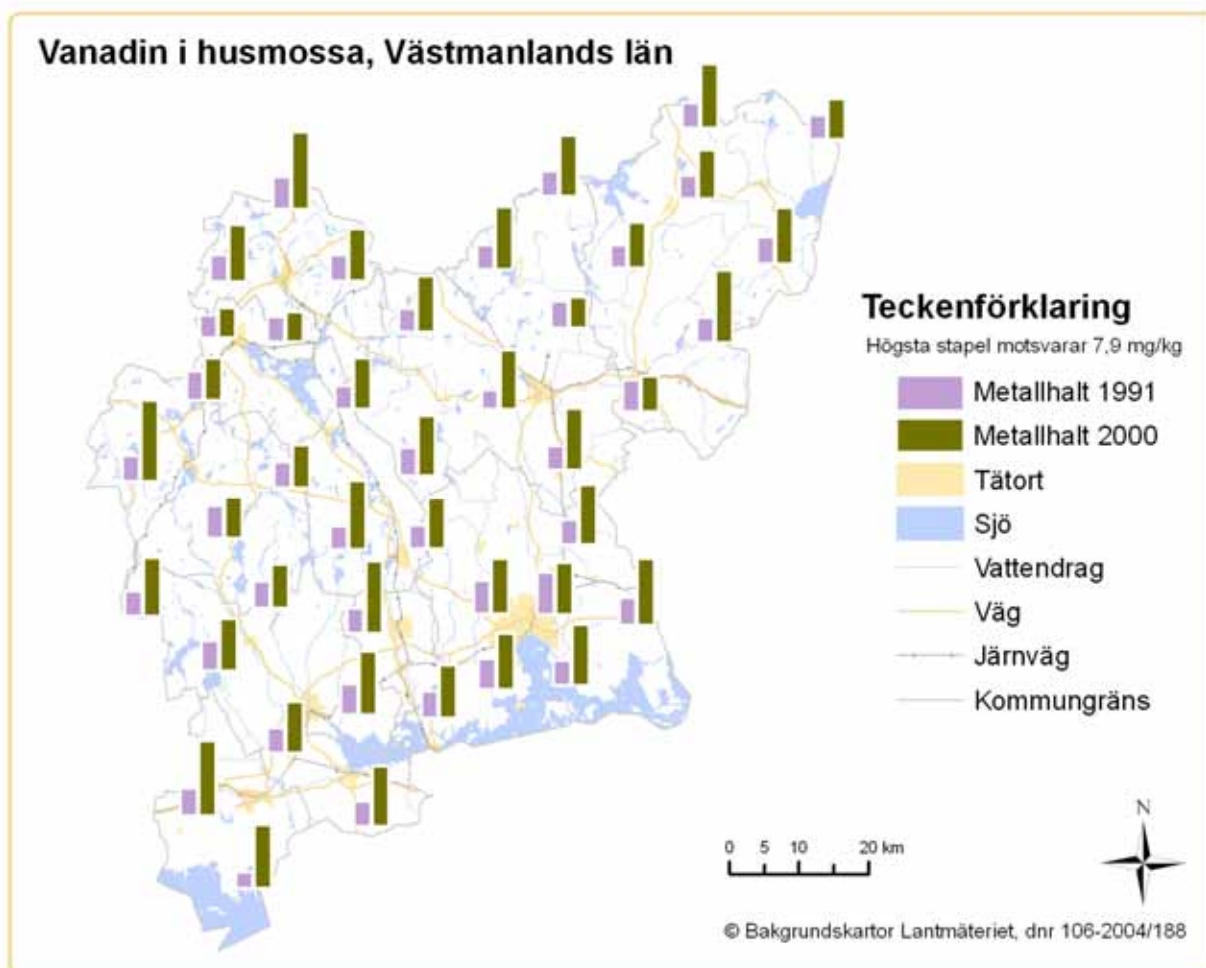 Vanadin i husmossa, Västmanlands län
Teckenförklaring
Högsta stapel motsvarar 7,9 mg/kg
Metallhalt 1991
Metallhalt 2000
Tätort
Sjö
Vattendrag
Väg
Järnväg
Kommungräns
N
0 5 10 20 km
© Bakgrundskartor Lantmäteriet, dnr 106-2004/188